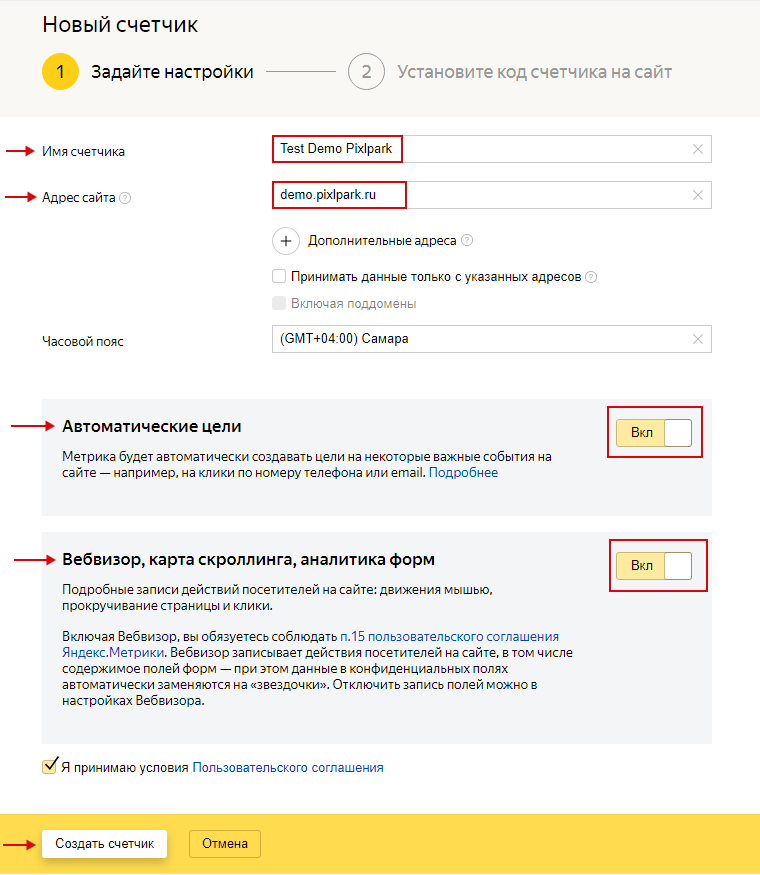 Новый счетчик
1 Задайте настройки 2 Установите код счетчика на сайт
Имя счетчика Test Demo Pixlpark
Адрес сайта ? demo.pixlpark.ru
+ Дополнительные адреса ?
Принимать данные только с указанных адресов ?
Включая поддомены
Часовой пояс (GMT+04:00) Самара
Автоматические цели Вкл
Метрика будет автоматически создавать цели на некоторые важные события на
сайте — например, на клики по номеру телефона или email. Подробнее
Вебвизор, карта скроллинга, аналитика форм Вкл
Подробные записи действий посетителей на сайте: движения мышью,
прокручивание страницы и клики.
Включая Вебвизор, вы обязуетесь соблюдать п.15 пользовательского соглашения
Яндекс.Метрики. Вебвизор записывает действия посетителей на сайте, в том числе
содержимое полей форм — при этом данные в конфиденциальных полях
автоматически заменяются на «звездочки». Отключить запись полей можно в
настройках Вебвизора.
Я принимаю условия Пользовательского соглашения
Создать счетчик Отмена